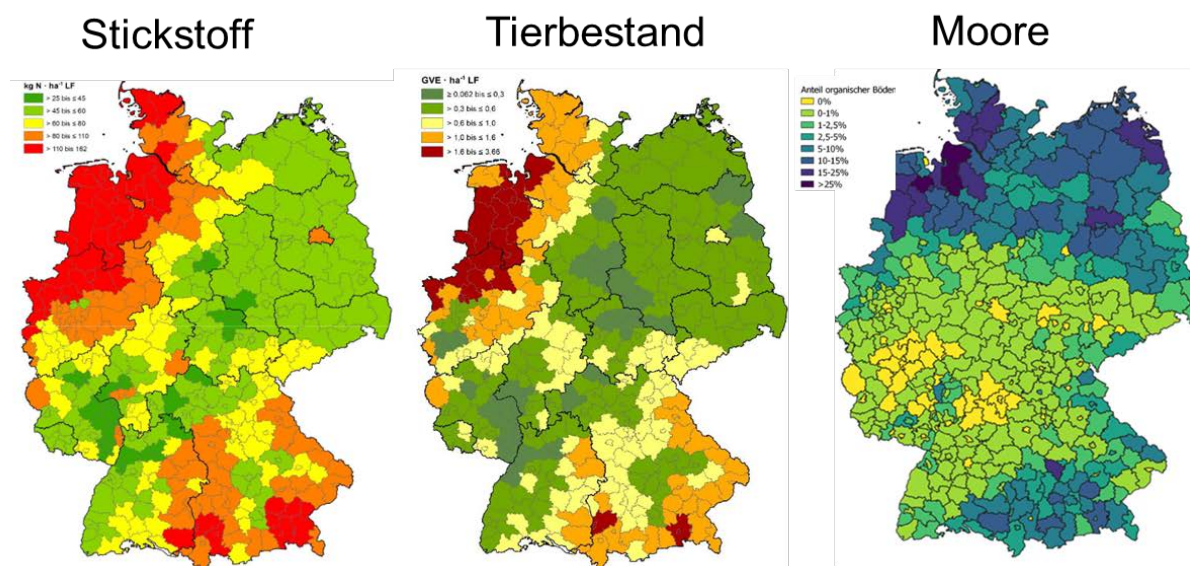 Stickstoff
Tierbestand
Moore
kg N · ha⁻¹ LF
> 25 bis ≤ 45
> 45 bis ≤ 60
> 60 bis ≤ 80
> 80 bis ≤ 110
> 110 bis 162
GVE · ha⁻¹ LF
≥ 0,062 bis ≤ 0,3
> 0,3 bis ≤ 0,6
> 0,6 bis ≤ 1,0
> 1,0 bis ≤ 1,6
> 1,6 bis ≤ 3,66
Anteil organischer Böder
0%
0-1%
1-2,5%
2,5-5%
5-10%
10-15%
15-25%
>25%